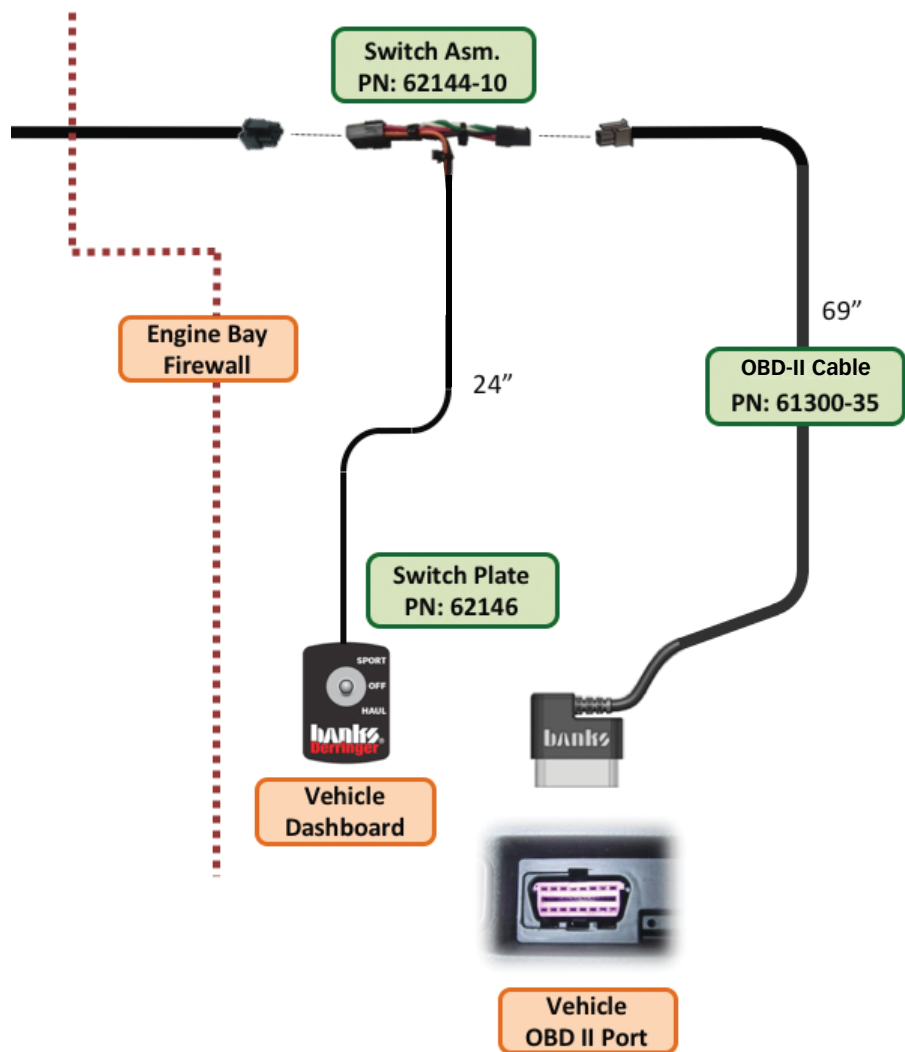 Switch Asm.
PN: 62144-10
Engine Bay
Firewall
69”
OBD-II Cable
PN: 61300-35
24”
Switch Plate
PN: 62146
SPORT
OFF
HAUL
banks®
Derringer
banks
Vehicle
Dashboard
Vehicle
OBD II Port